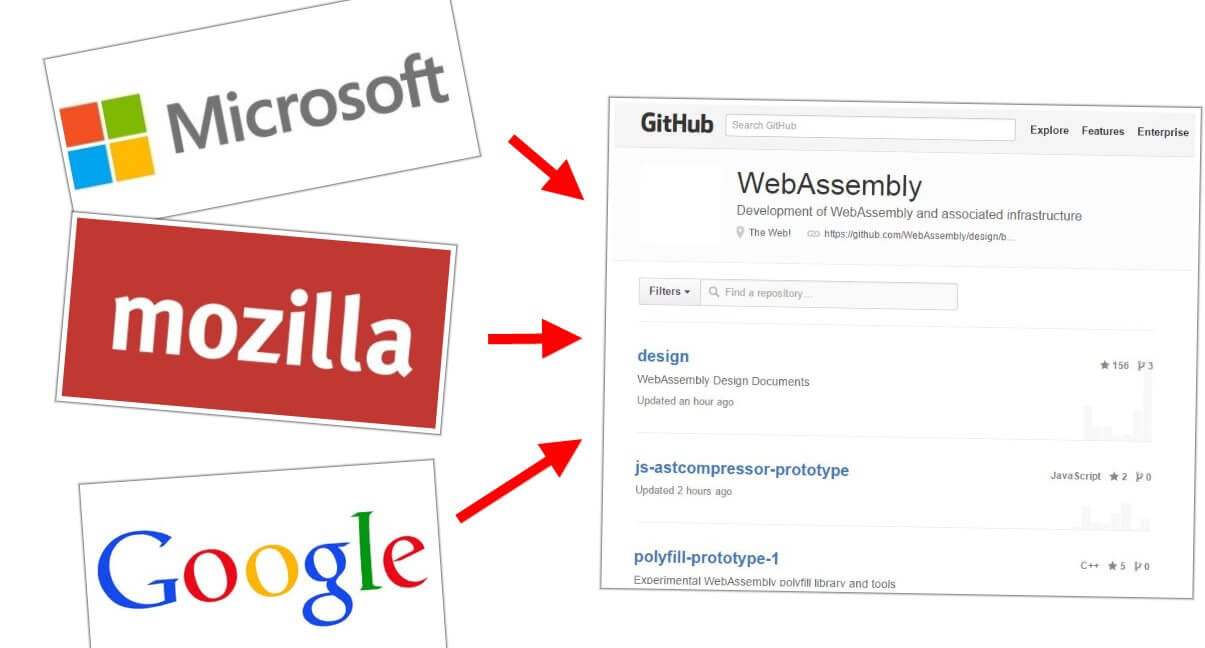 Microsoft
mozilla
Google
GitHub
Search GitHub
Explore Features Enterprise
WebAssembly
Development of WebAssembly and associated infrastructure
The Web! https://github.com/WebAssembly/design/b...
Filters
Find a repository...
design
156 3
WebAssembly Design Documents
Updated an hour ago
js-astcompressor-prototype
JavaScript 2 0
Updated 2 hours ago
polyfill-prototype-1
C++ 5 0
Experimental WebAssembly polyfill library and tools